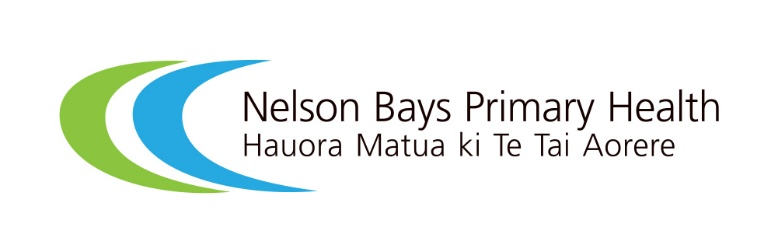 Nelson Bays Primary Health
Hauora Matua ki Te Tai Aorere